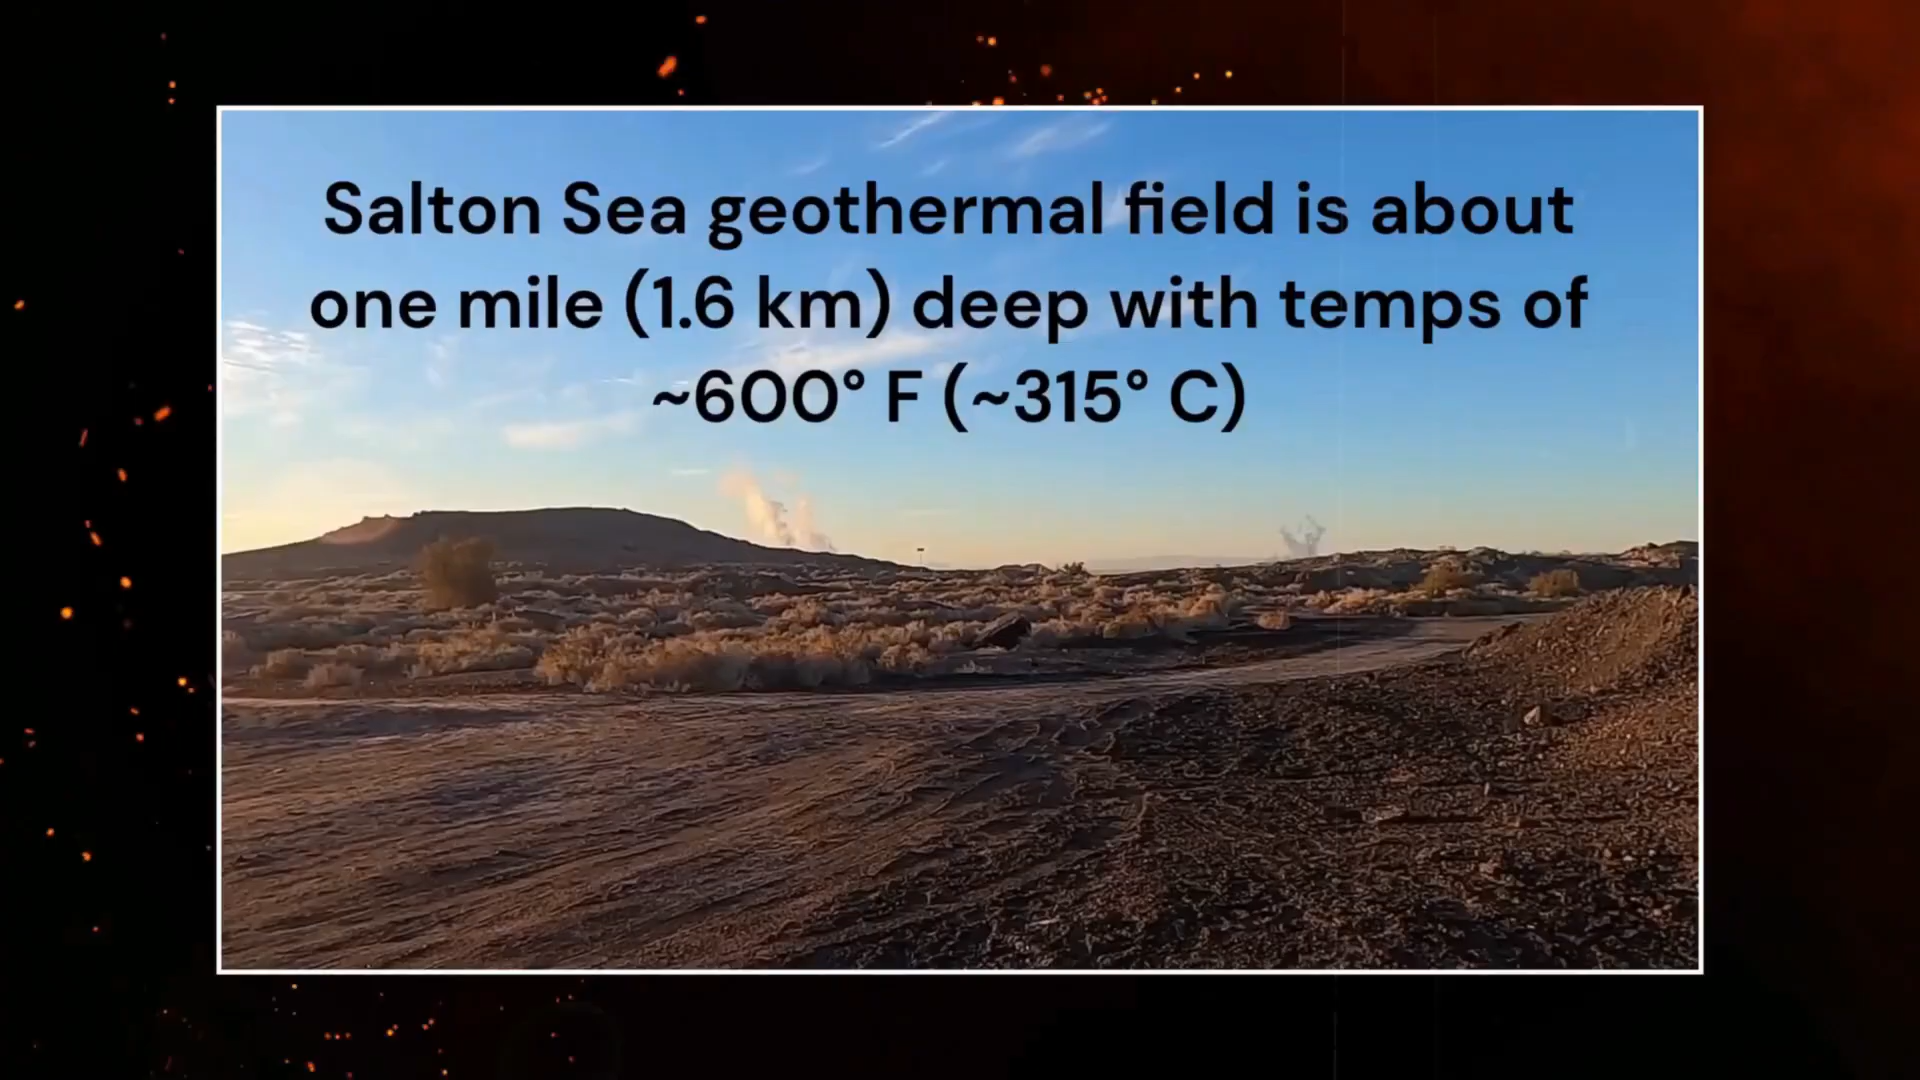 Salton Sea geothermal field is about
one mile (1.6 km) deep with temps of
~600° F (~315° C)